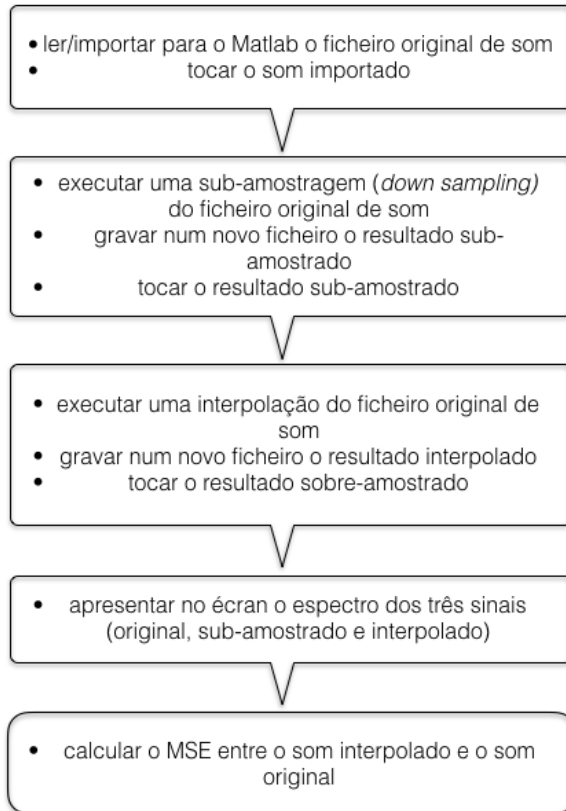 • ler/importar para o Matlab o ficheiro original de som
• tocar o som importado
• executar uma sub-amostragem (down sampling)
do ficheiro original de som
• gravar num novo ficheiro o resultado sub-
amostrado
• tocar o resultado sub-amostrado
• executar uma interpolação do ficheiro original de
som
• gravar num novo ficheiro o resultado interpolado
• tocar o resultado sobre-amostrado
• apresentar no écran o espectro dos três sinais
(original, sub-amostrado e interpolado)
• calcular o MSE entre o som interpolado e o som
original